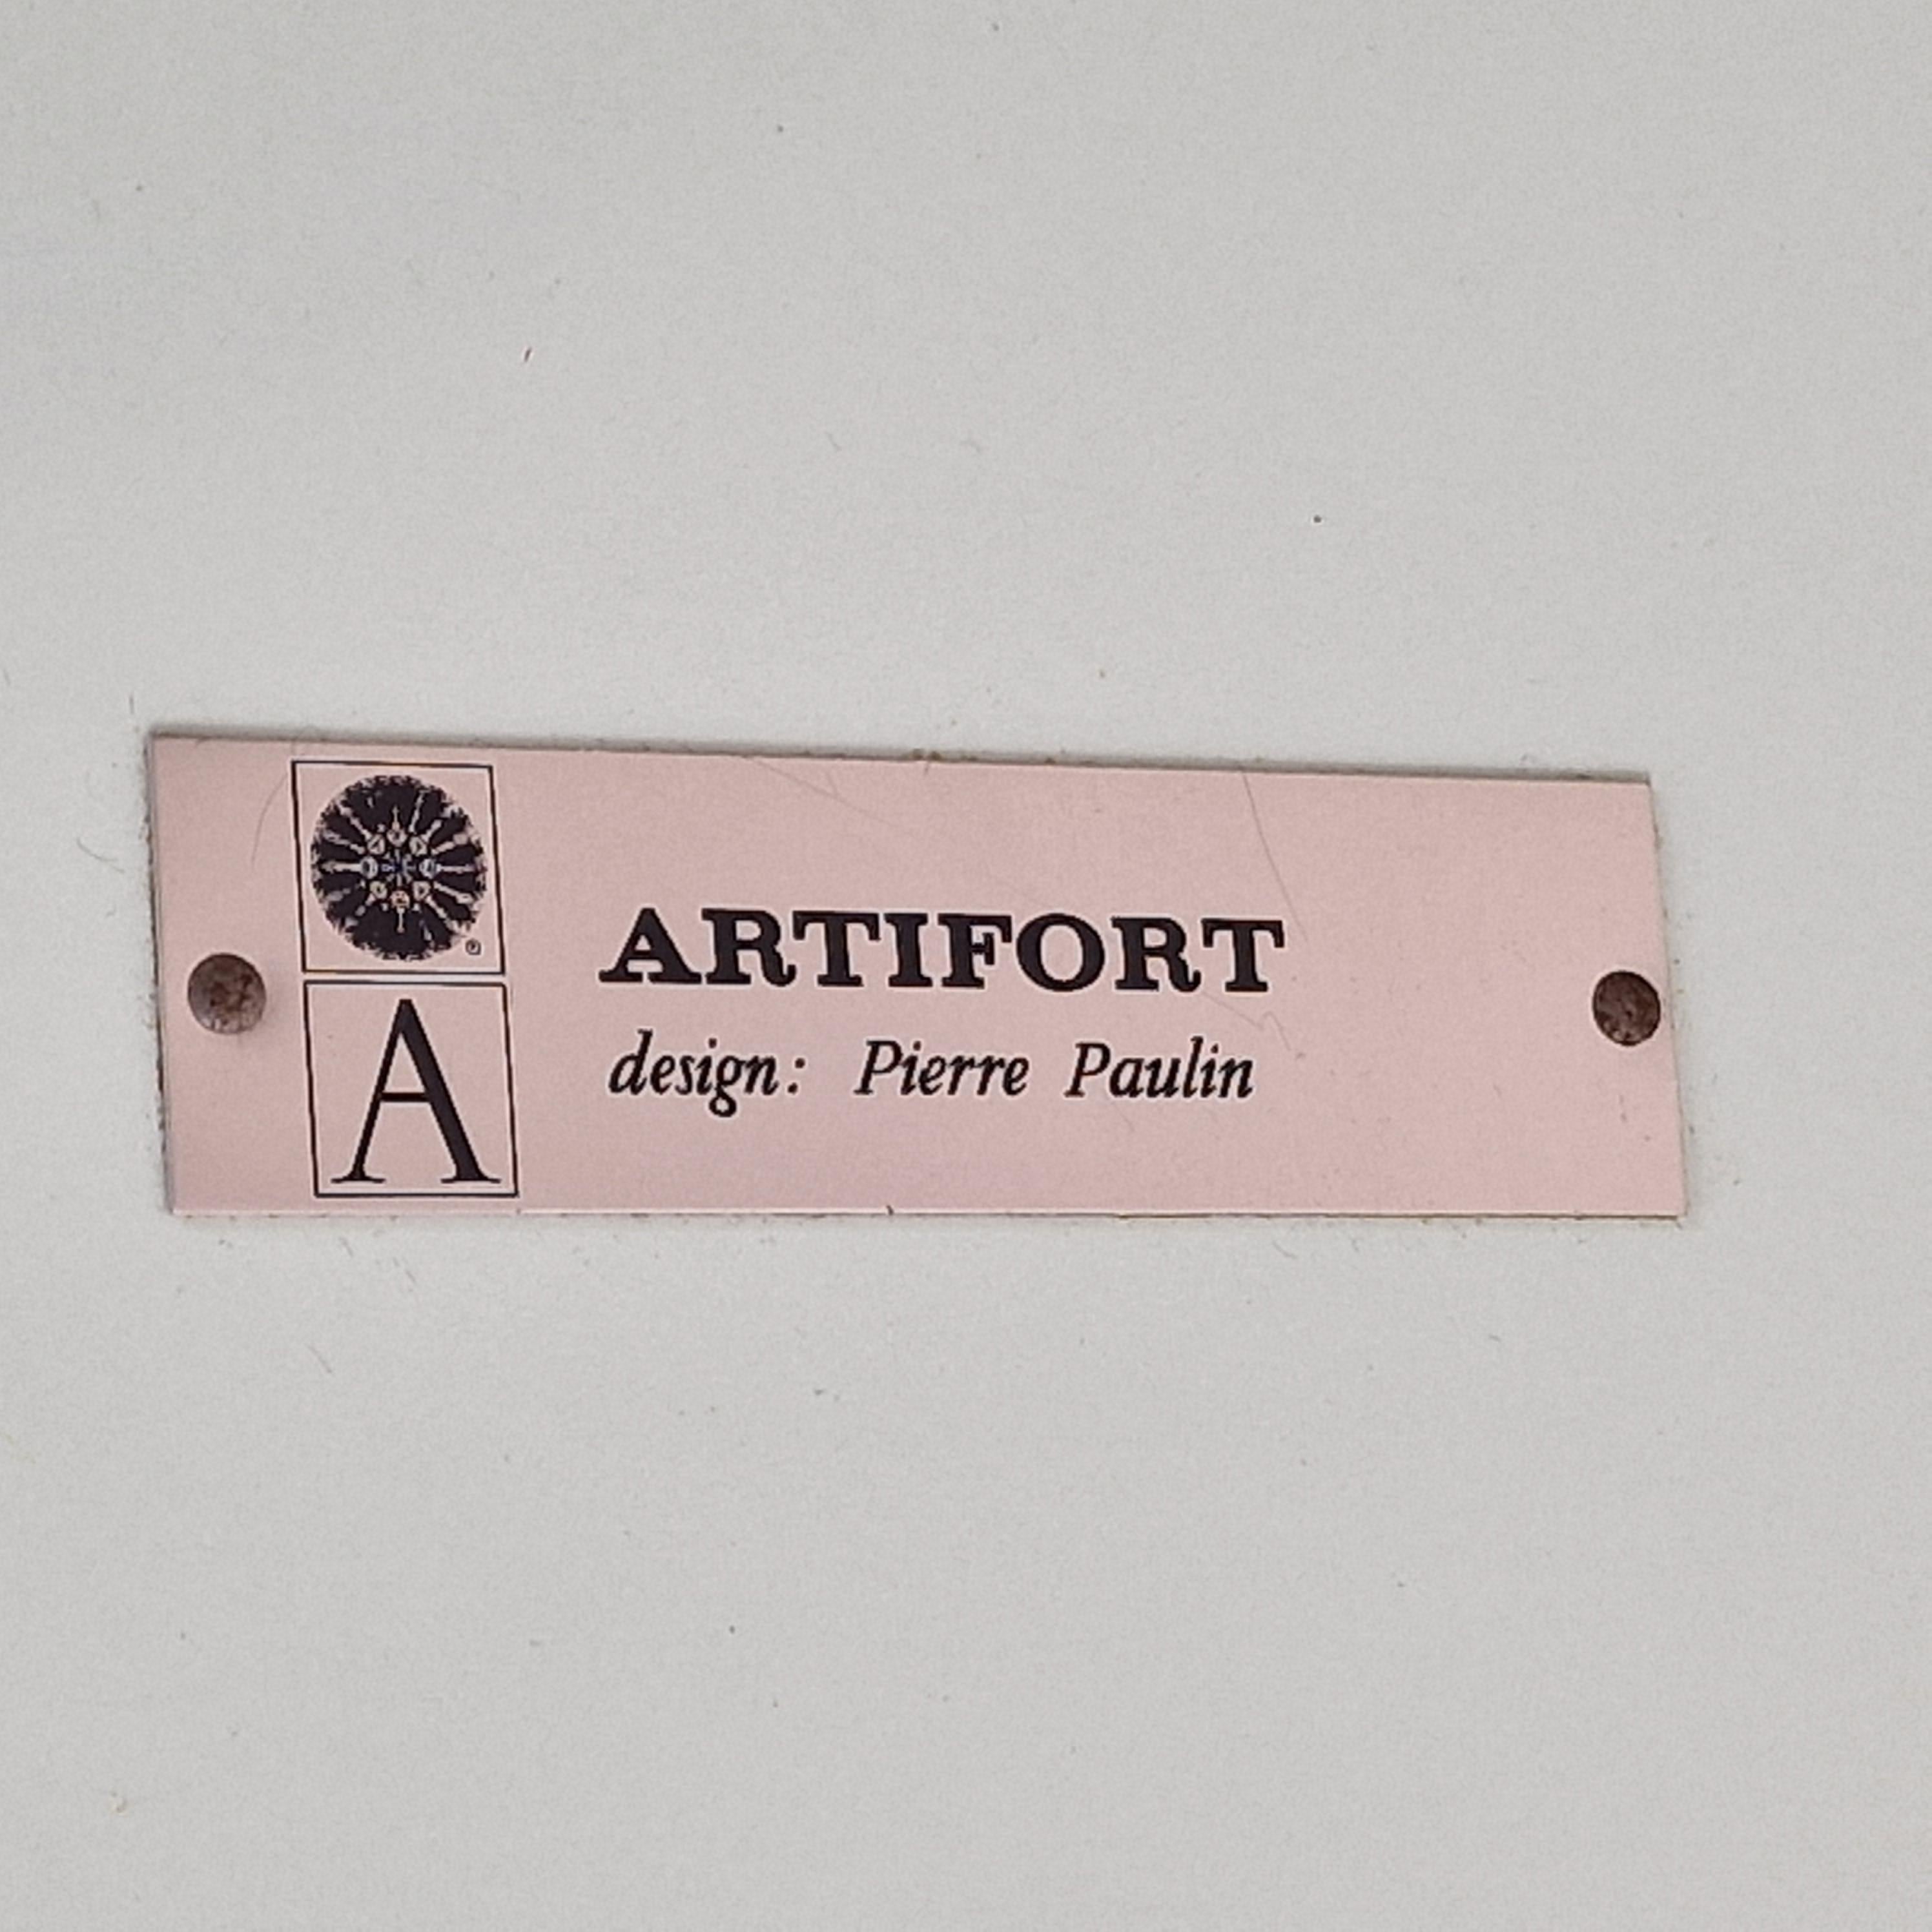 ®
A
ARTIFORT
design: Pierre Paulin